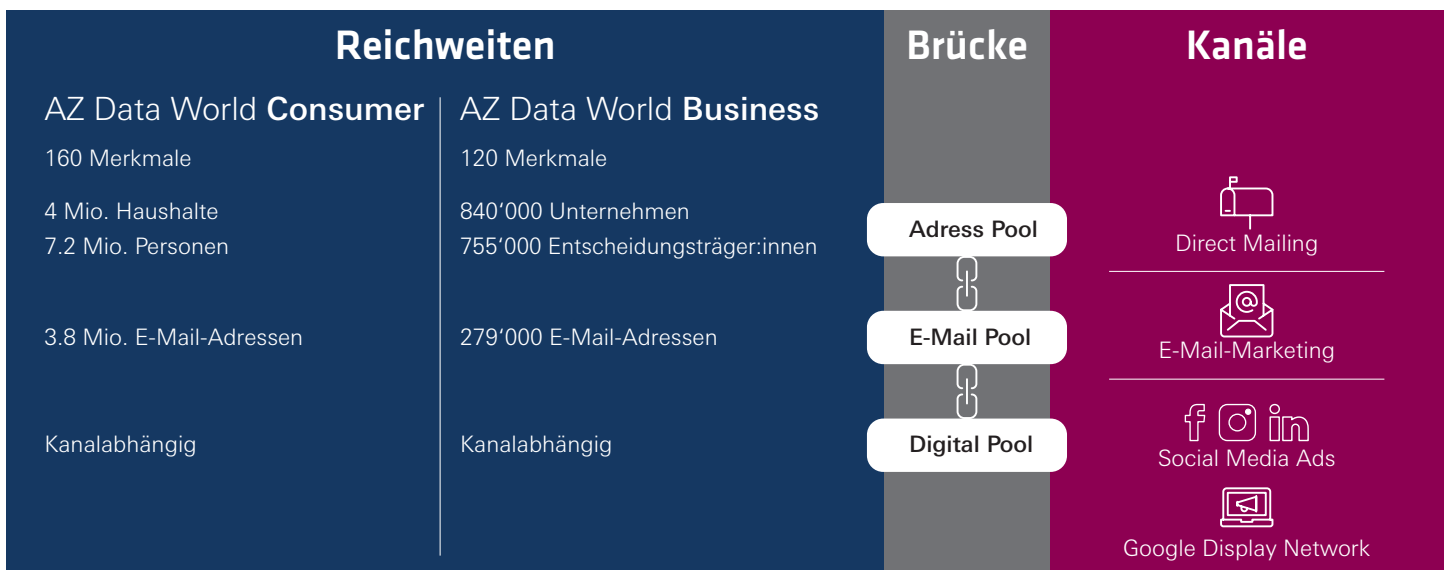 Reichweiten
Brücke
Kanäle
AZ Data World Consumer
AZ Data World Business
160 Merkmale
120 Merkmale
4 Mio. Haushalte
840‘000 Unternehmen
7.2 Mio. Personen
755‘000 Entscheidungsträger:innen
Adress Pool
Direct Mailing
3.8 Mio. E-Mail-Adressen
279‘000 E-Mail-Adressen
E-Mail Pool
E-Mail-Marketing
Kanalabhängig
Kanalabhängig
Digital Pool
Social Media Ads
Google Display Network